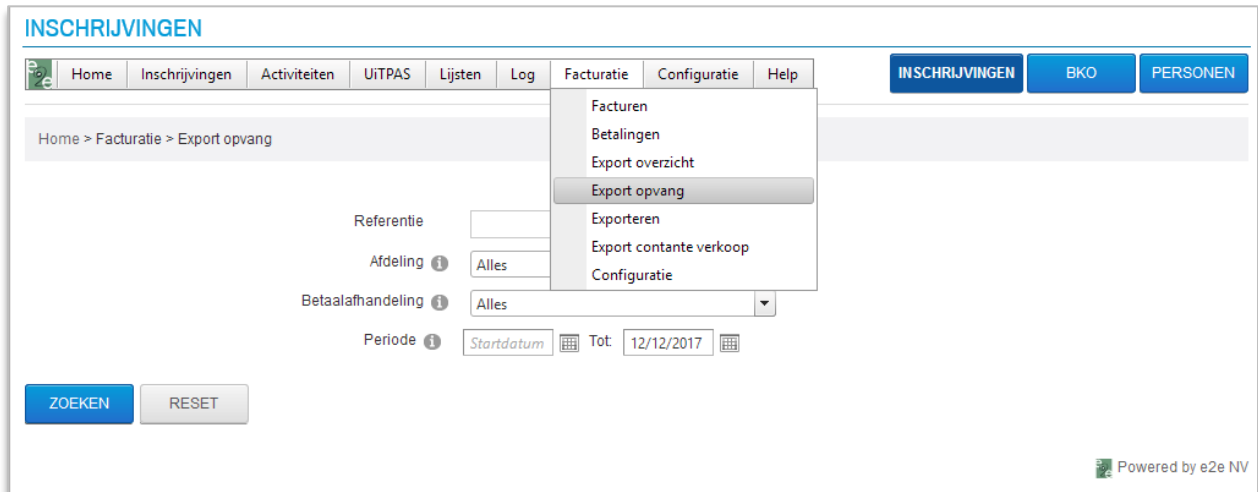 INSCHRIJVINGEN
e2e Home Inschrijvingen Activiteiten UiTPAS Lijsten Log Facturatie Configuratie Help INSCHRIJVINGEN BKO PERSONEN
Facturen
Betalingen
Home > Facturatie > Export opvang
Export overzicht
Export opvang
Exporteren
Export contante verkoop
Configuratie
Referentie
Afdeling Alles
Betaalafhandeling Alles
Periode Startdatum Tot: 12/12/2017
ZOEKEN RESET
Powered by e2e NV